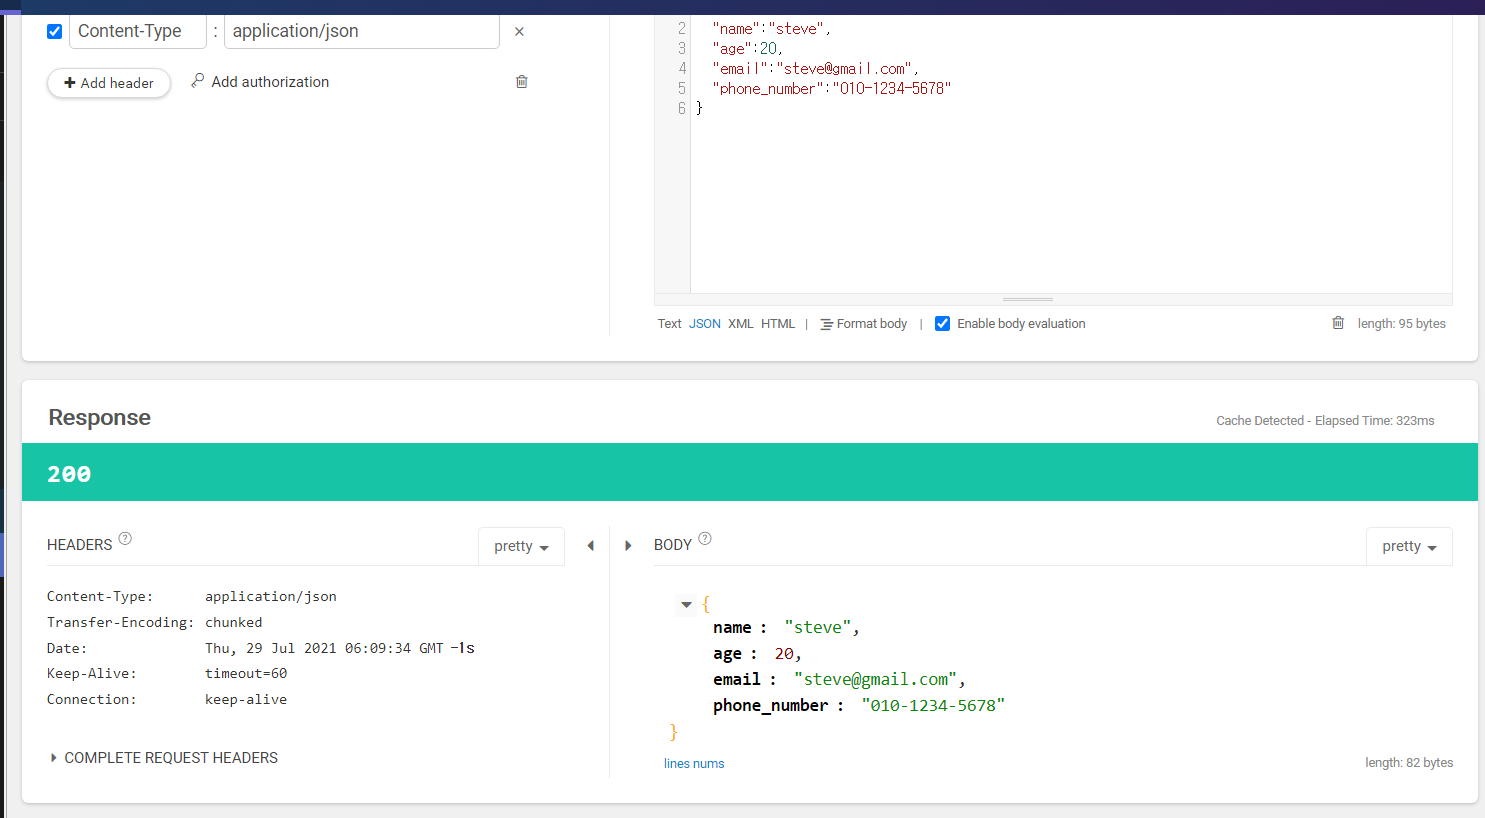 Content-Type : application/json ×
+ Add header Add authorization
2 "name":"steve",
3 "age":20,
4 "email":"steve@gmail.com",
5 "phone_number":"010-1234-5678"
6 }
Text JSON XML HTML | Format body | Enable body evaluation length: 95 bytes
Response
Cache Detected - Elapsed Time: 323ms
200
HEADERS ? pretty
Content-Type: application/json
Transfer-Encoding: chunked
Date: Thu, 29 Jul 2021 06:09:34 GMT -1s
Keep-Alive: timeout=60
Connection: keep-alive
COMPLETE REQUEST HEADERS
BODY ? pretty
{
name : "steve",
age : 20,
email : "steve@gmail.com",
phone_number : "010-1234-5678"
}
lines nums
length: 82 bytes